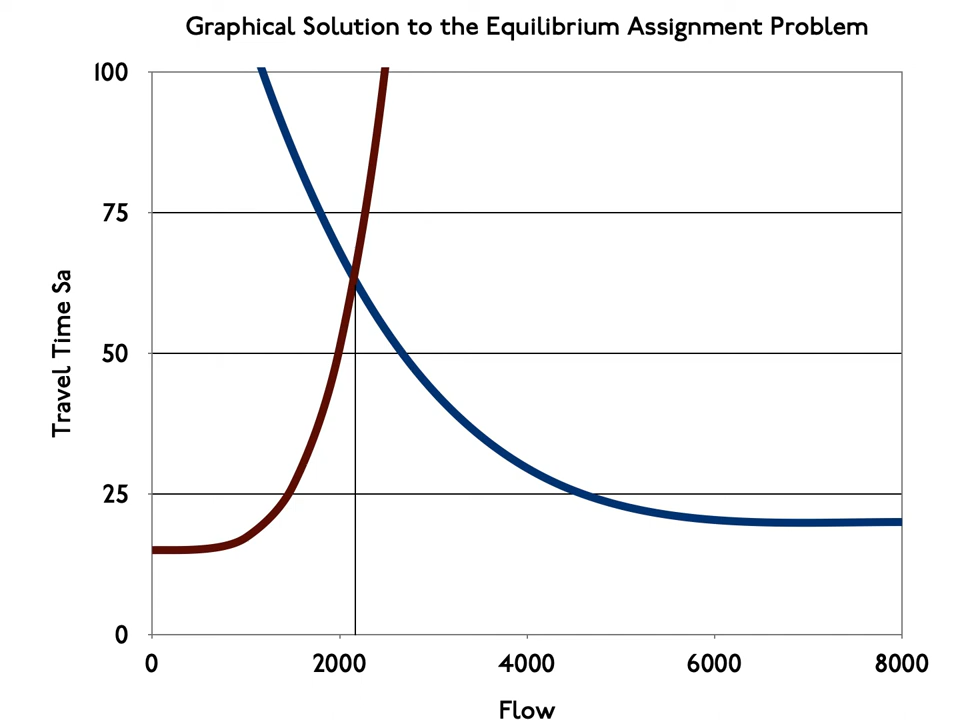 Graphical Solution to the Equilibrium Assignment Problem
100
75
50
25
0
Travel Time Sa
0 2000 4000 6000 8000
Flow